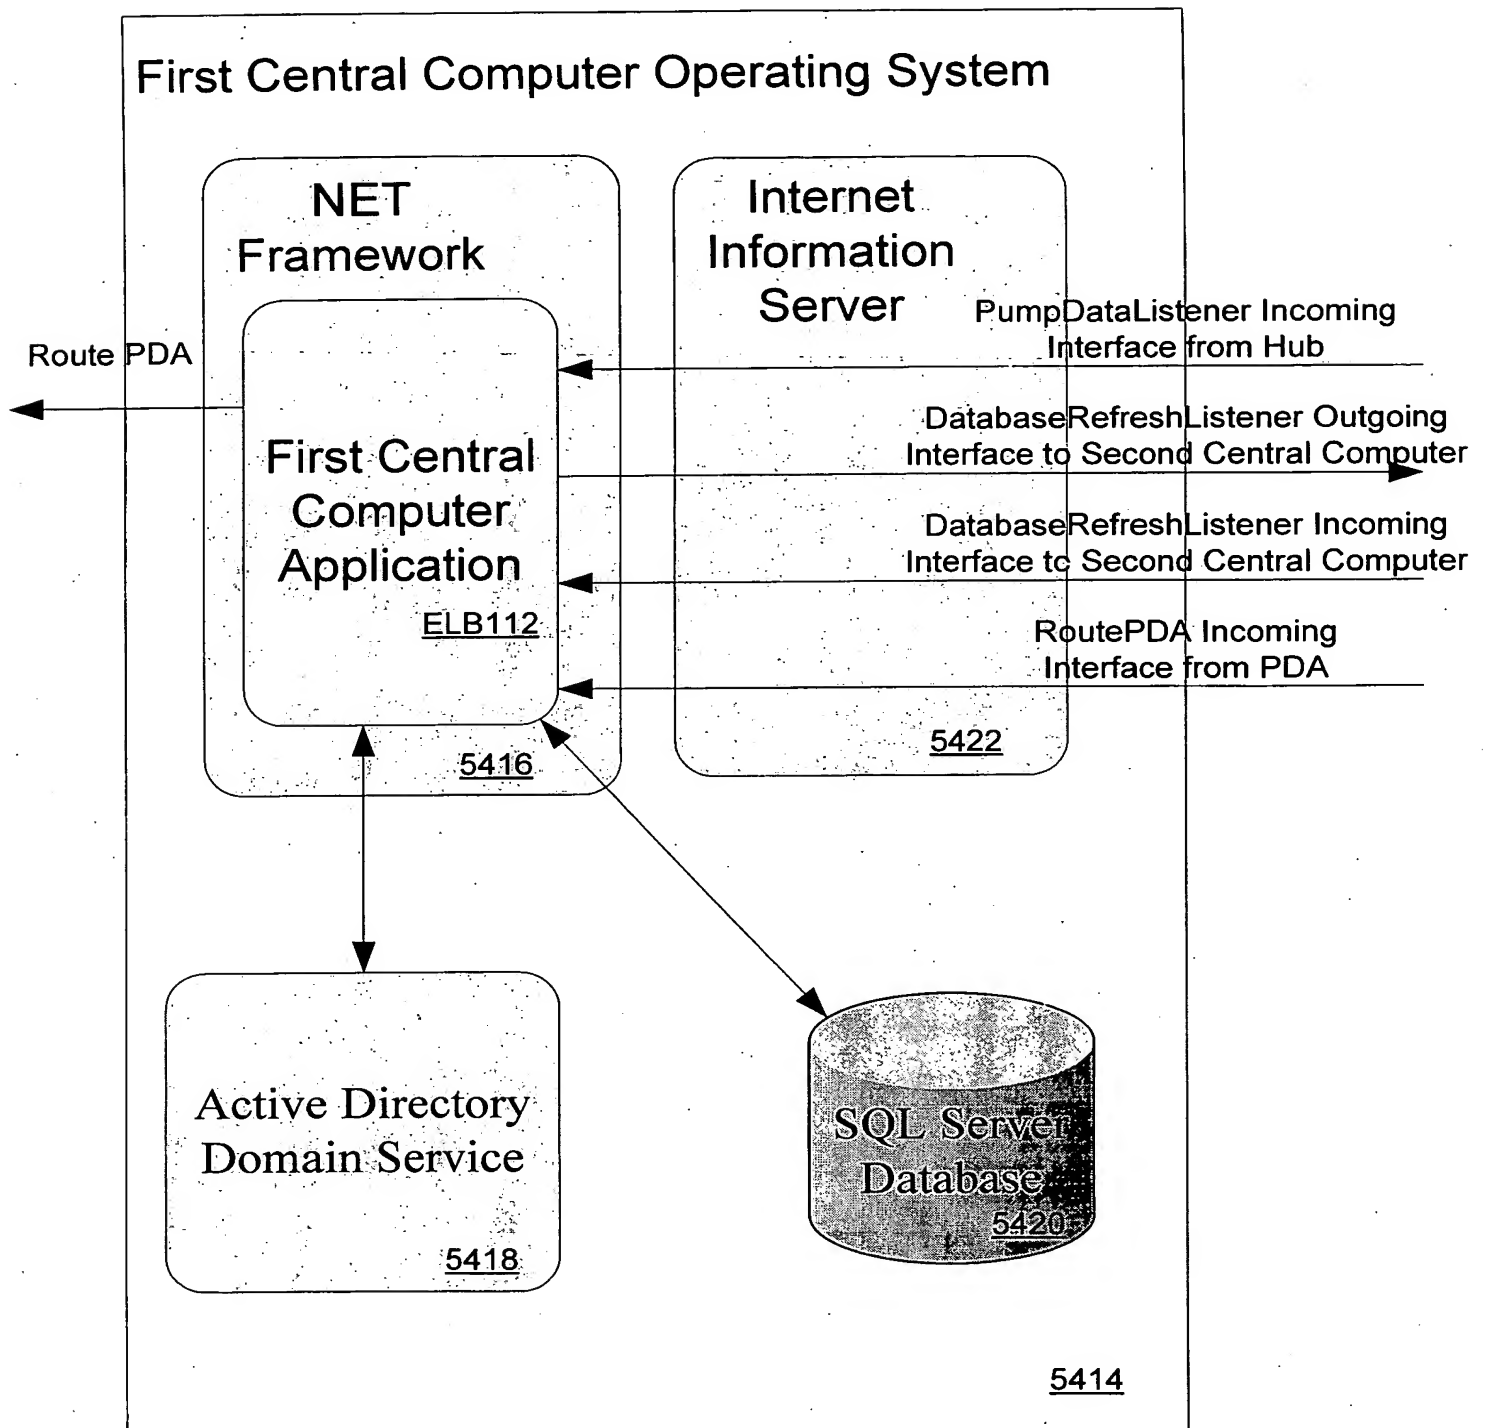 First Central Computer Operating System
NET
Framework
Internet
Information
Server
PumpDataListener Incoming
Interface from Hub
Route PDA
DatabaseRefreshListener Outgoing
Interface to Second Central Computer
First Central
Computer
Application
ELB112
DatabaseRefreshListener Incoming
Interface to Second Central Computer
RoutePDA Incoming
Interface from PDA
5416
5422
Active Directory
Domain Service
5418
SQL Server
Database
5420
5414